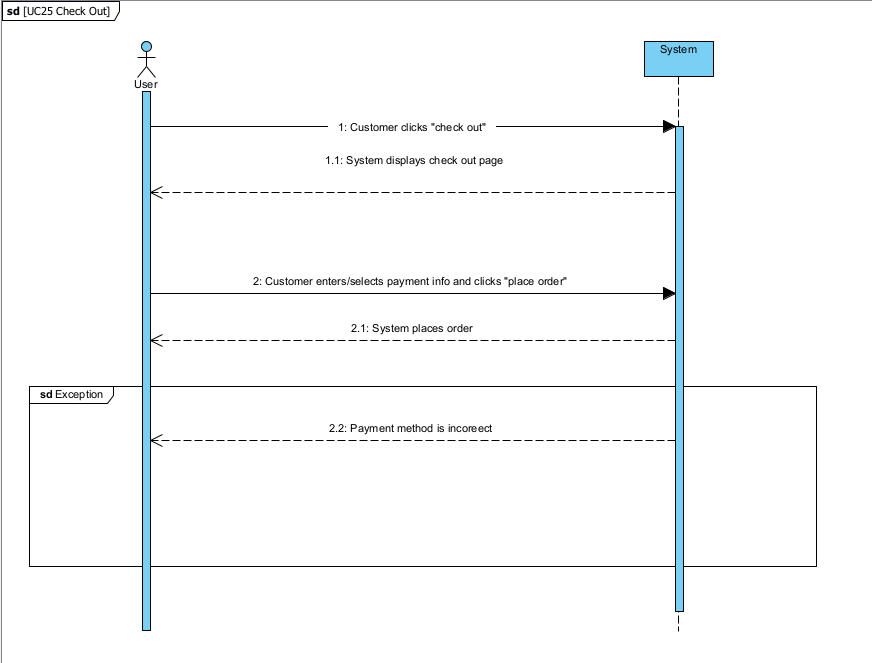 sd [UC25 Check Out]
System
User
1: Customer clicks "check out"
1.1: System displays check out page
2: Customer enters/selects payment info and clicks "place order"
2.1: System places order
sd Exception
2.2: Payment method is incoreect